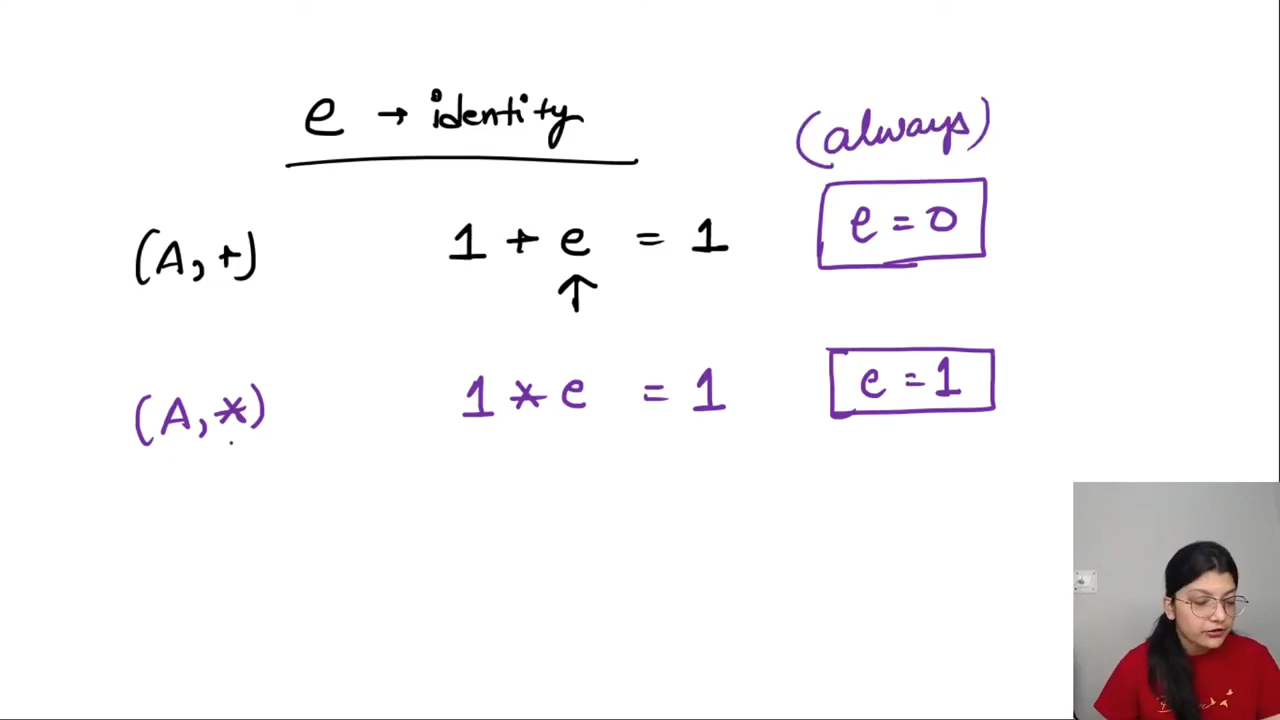 e → identity
(always)
(A, +) 1 + e = 1 e = 0
↑
(A, *) 1 * e = 1 e = 1